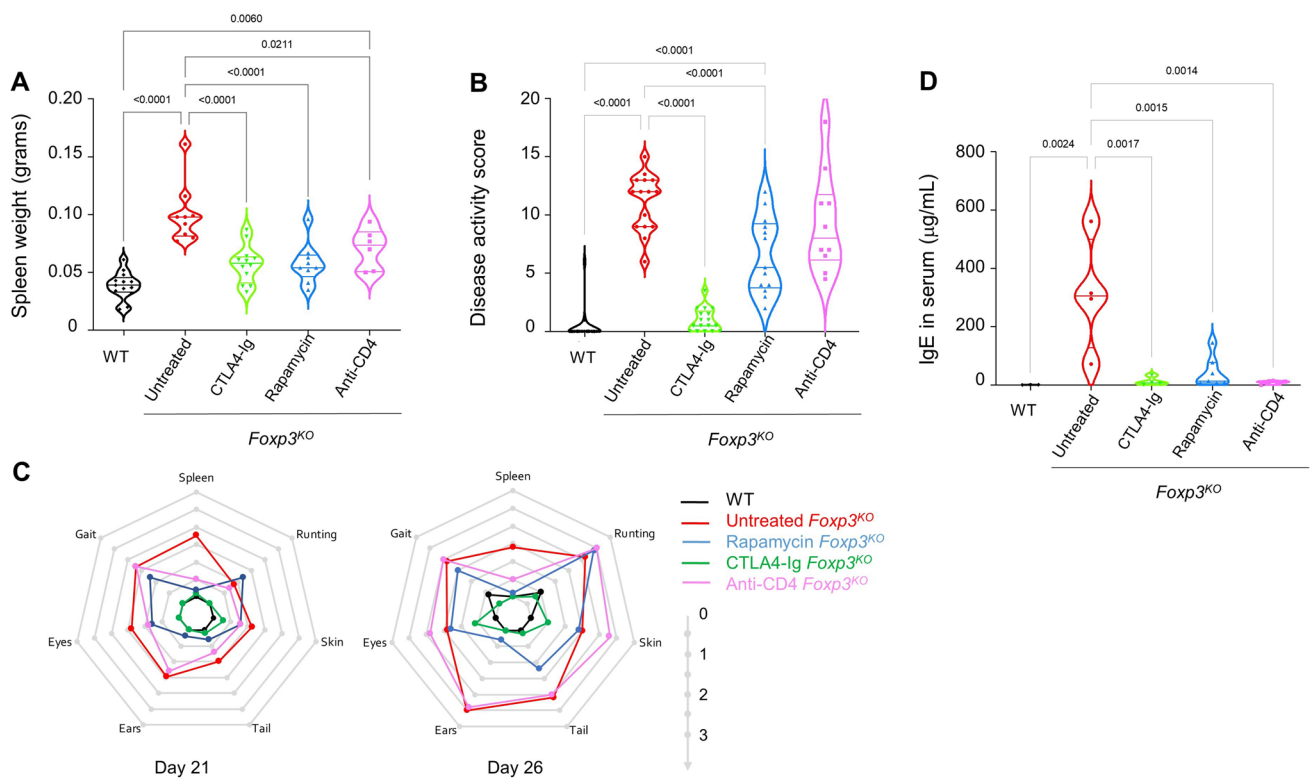 A
Spleen weight (grams)
0.0060
0.0211
<0.0001
<0.0001
<0.0001
0.20
0.15
0.10
0.05
0
WT
Untreated
CTLA4-Ig
Rapamycin
Anti-CD4
Foxp3KO
B
Disease activity score
<0.0001
<0.0001
<0.0001
<0.0001
20
15
10
5
0
WT
Untreated
CTLA4-Ig
Rapamycin
Anti-CD4
Foxp3KO
D
IgE in serum (µg/mL)
0.0014
0.0015
0.0024
0.0017
800
600
400
200
0
WT
Untreated
CTLA4-Ig
Rapamycin
Anti-CD4
Foxp3KO
C
Spleen
Gait
Running
Eyes
Skin
Ears
Tail
Day 21
Spleen
Gait
Runting
Eyes
Skin
Ears
Tail
Day 26
WT
Untreated Foxp3KO
Rapamycin Foxp3KO
CTLA4-Ig Foxp3KO
Anti-CD4 Foxp3KO
0
1
2
3